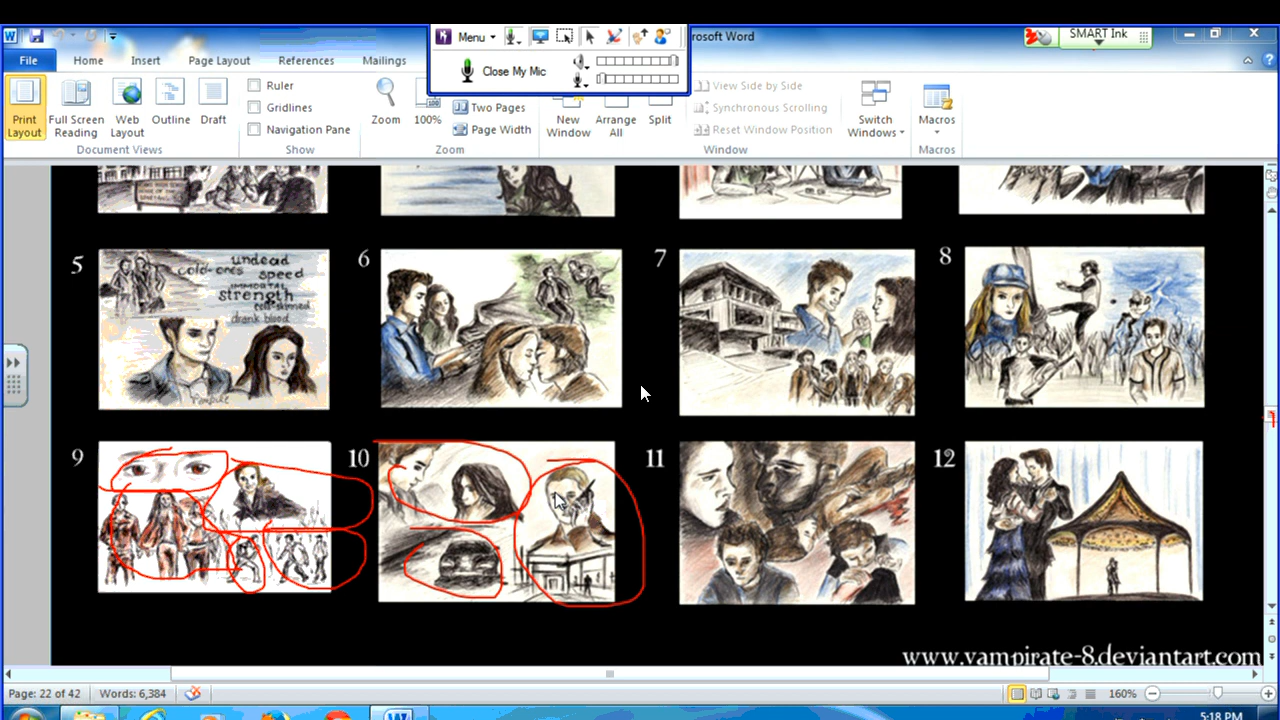 Menu
rosoft Word
SMART Ink
Close My Mic
File
Home
Insert
Page Layout
References
Mailings
Print Layout
Full Screen Reading
Web Layout
Outline
Draft
Document Views
Ruler
Gridlines
Navigation Pane
Show
Zoom
100%
Two Pages
Page Width
Zoom
New Window
Arrange All
Split
View Side by Side
Synchronous Scrolling
Reset Window Position
Window
Switch Windows
Macros
Macros
5
undead
cold-ones
speed
IMMORTAL
strength
cold-skinned
drank blood
Vampire
6
7
8
9
10
11
12
www.vampirate-8.deviantart.com
Page: 22 of 42
Words: 6,384
160%
5:18 PM